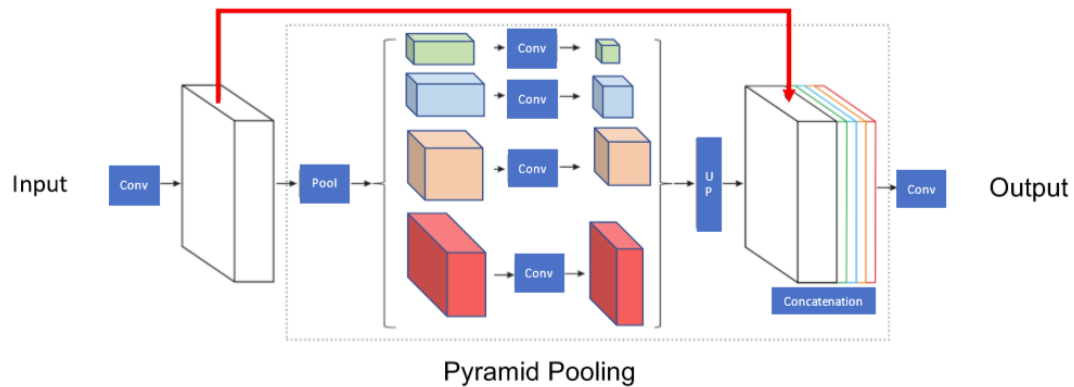 Input
Conv
Pool
Conv
Conv
Conv
Conv
U
P
Concatenation
Conv
Output
Pyramid Pooling